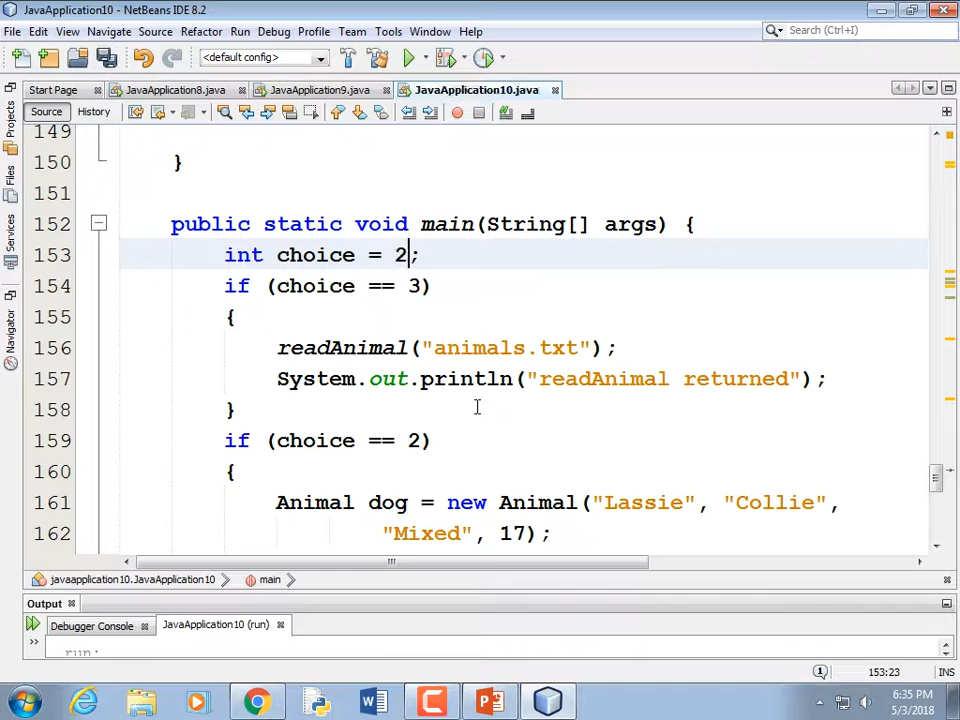 JavaApplication10 - NetBeans IDE 8.2
File Edit View Navigate Source Refactor Run Debug Profile Team Tools Window Help
Search (Ctrl+I)
<default config>
Start Page JavaApplication8.java JavaApplication9.java JavaApplication10.java
Source History
Projects
Files
Services
Navigator
149
150 }
151
152 public static void main(String[] args) {
153 int choice = 2;
154 if (choice == 3)
155 {
156 readAnimal("animals.txt");
157 System.out.println("readAnimal returned");
158 }
159 if (choice == 2)
160 {
161 Animal dog = new Animal("Lassie", "Collie",
162 "Mixed", 17);
javaapplication10.JavaApplication10 main
Output
Debugger Console JavaApplication10 (run)
run:
153:23 INS
6:35 PM
5/3/2018